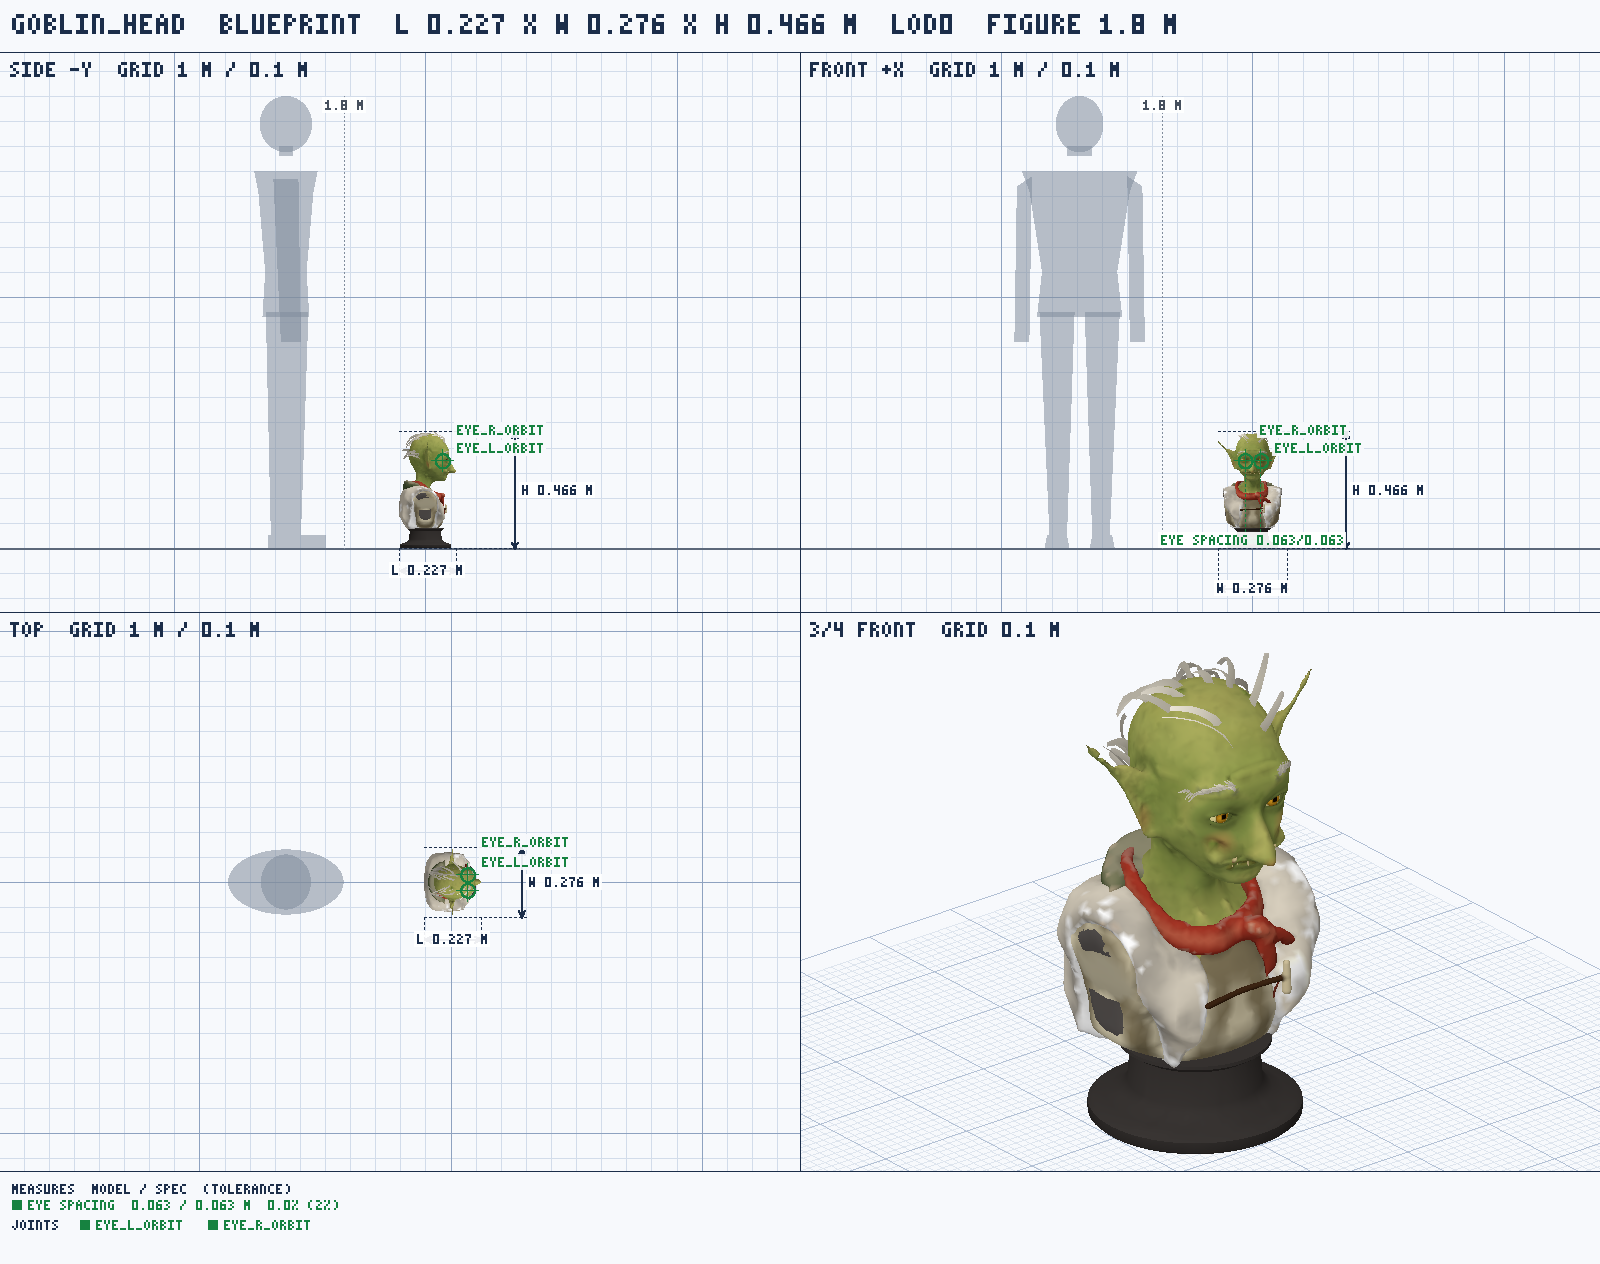 GOBLIN_HEAD BLUEPRINT L 0.227 X W 0.276 X H 0.466 M LOD0 FIGURE 1.8 M
SIDE -Y GRID 1 M / 0.1 M
1.8 M
EYE_R_ORBIT
EYE_L_ORBIT
H 0.466 M
L 0.227 M
FRONT +X GRID 1 M / 0.1 M
1.8 M
EYE_R_ORBIT
EYE_L_ORBIT
H 0.466 M
EYE SPACING 0.063/0.063
W 0.276 M
TOP GRID 1 M / 0.1 M
EYE_R_ORBIT
EYE_L_ORBIT
W 0.276 M
L 0.227 M
3/4 FRONT GRID 0.1 M
MEASURES MODEL / SPEC (TOLERANCE)
EYE SPACING 0.063 / 0.063 M 0.0% (2%)
JOINTS EYE_L_ORBIT EYE_R_ORBIT